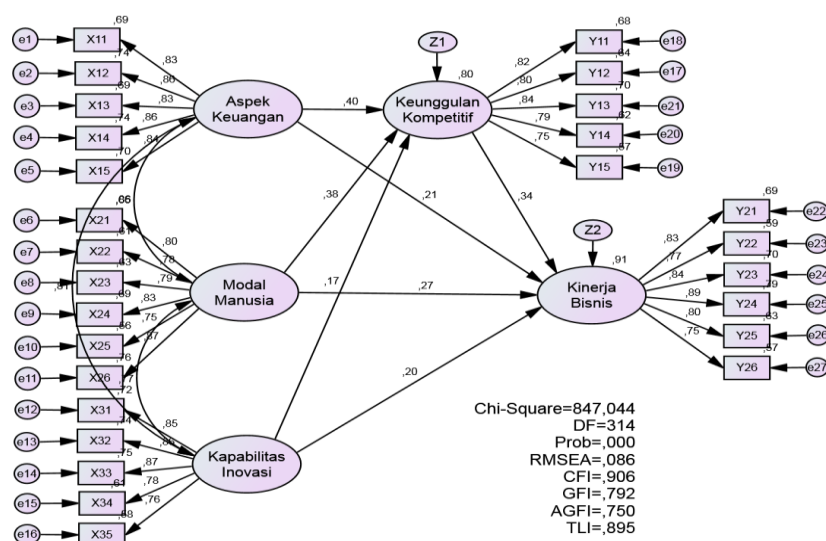 ,69
e1
X11
,74
,83
e2
X12
,69
,86
e3
X13
,74
,83
e4
X14
,70
,86
e5
X15
,84
Aspek
Keuangan
,40
Z1
,80
Keunggulan
Kompetitif
,68
Y11
e18
,82
,64
Y12
e17
,80
,70
Y13
e21
,84
,62
Y14
e20
,79
,57
Y15
e19
,75
,66
e6
X21
,61
,80
e7
X22
,63
,78
e8
X23
,69
,79
e9
X24
,56
,83
e10
X25
,76
,75
e11
X26
,87
,77
Modal
Manusia
,38
,21
,34
,17
,27
Z2
,91
Kinerja
Bisnis
,69
Y21
e22
,83
,59
Y22
e23
,77
,70
Y23
e24
,84
,79
Y24
e25
,89
,63
Y25
e26
,80
,57
Y26
e27
,75
,72
e12
X31
,74
,85
e13
X32
,75
e14
X33
,87
,61
e15
X34
,78
,58
e16
X35
,76
Kapabilitas
Inovasi
,20
Chi-Square=847,044
DF=314
Prob=,000
RMSEA=,086
CFI=,906
GFI=,792
AGFI=,750
TLI=,895